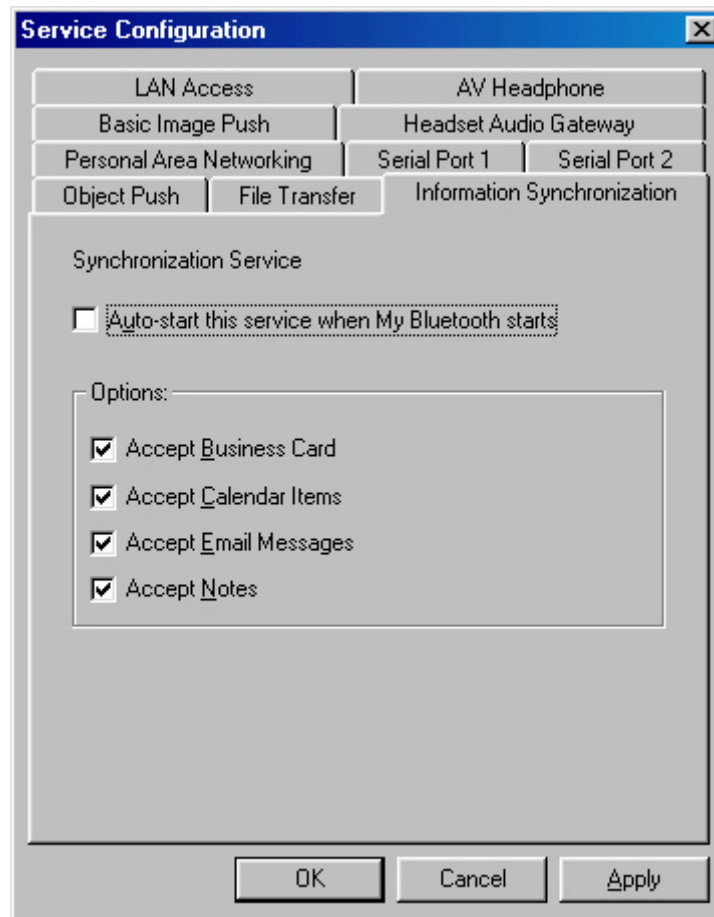 Service Configuration
LAN Access AV Headphone
Basic Image Push Headset Audio Gateway
Personal Area Networking Serial Port 1 Serial Port 2
Object Push File Transfer Information Synchronization
Synchronization Service
Auto-start this service when My Bluetooth starts
Options:
Accept Business Card
Accept Calendar Items
Accept Email Messages
Accept Notes
OK Cancel Apply